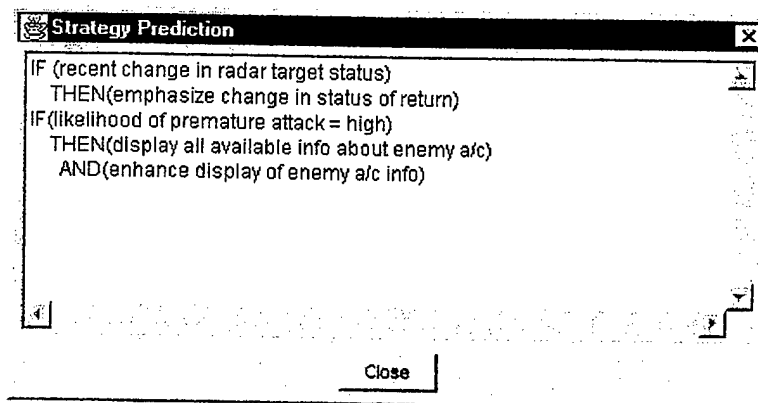 Strategy Prediction
IF (recent change in radar target status)
THEN(emphasize change in status of return)
IF(likelihood of premature attack = high)
THEN(display all available info about enemy a/c)
AND(enhance display of enemy a/c info)
Close